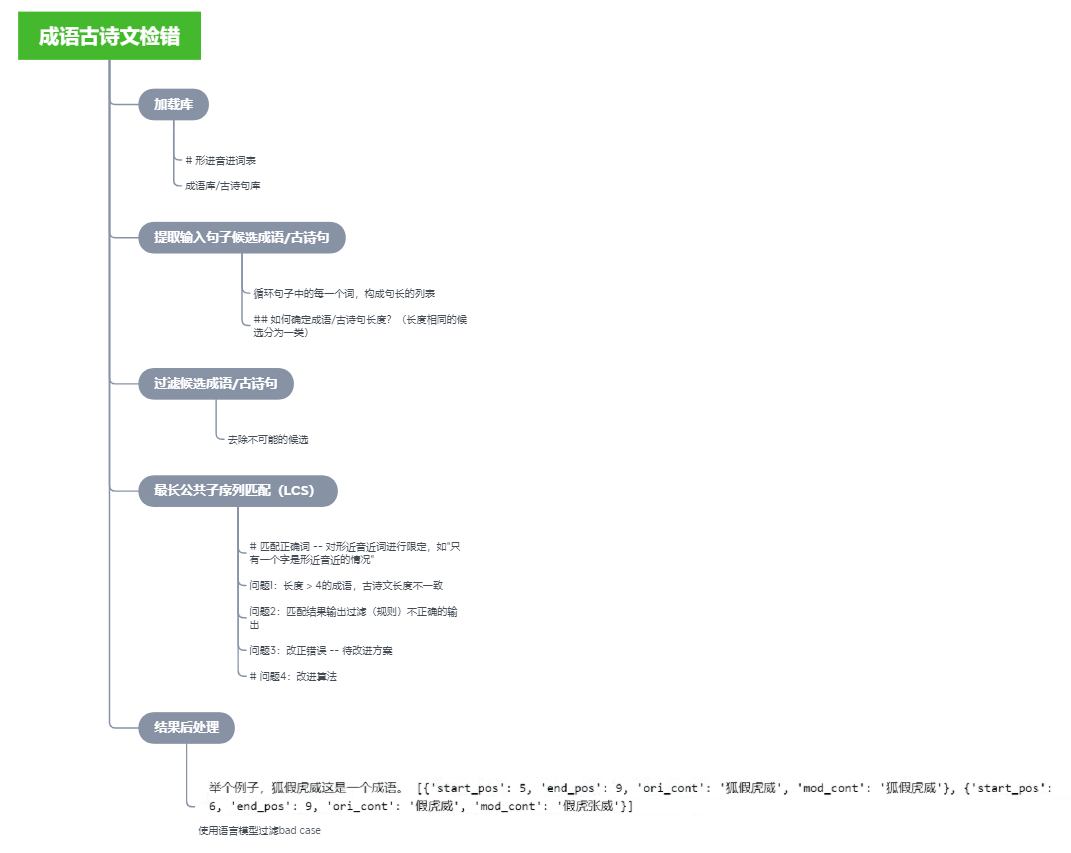 成语古诗文检错
加载库
# 形进音进词表
成语库/古诗句库
提取输入句子候选成语/古诗句
循环句子中的每一个词，构成句长的列表
## 如何确定成语/古诗句长度？（长度相同的候
选分为一类）
过滤候选成语/古诗句
去除不可能的候选
最长公共子序列匹配（LCS）
# 匹配正确词 -- 对形近音近词进行限定，如"只
有一个字是形近音近的情况"
问题1：长度 > 4的成语，古诗文长度不一致
问题2：匹配结果输出过滤（规则）不正确的输
出
问题3：改正错误 -- 待改进方案
# 问题4：改进算法
结果后处理
举个例子，狐假虎威这是一个成语。 [{'start_pos': 5, 'end_pos': 9, 'ori_cont': '狐假虎威', 'mod_cont': '狐假虎威'}, {'start_pos':
6, 'end_pos': 9, 'ori_cont': '假虎威', 'mod_cont': '假虎张威'}]
使用语言模型过滤bad case